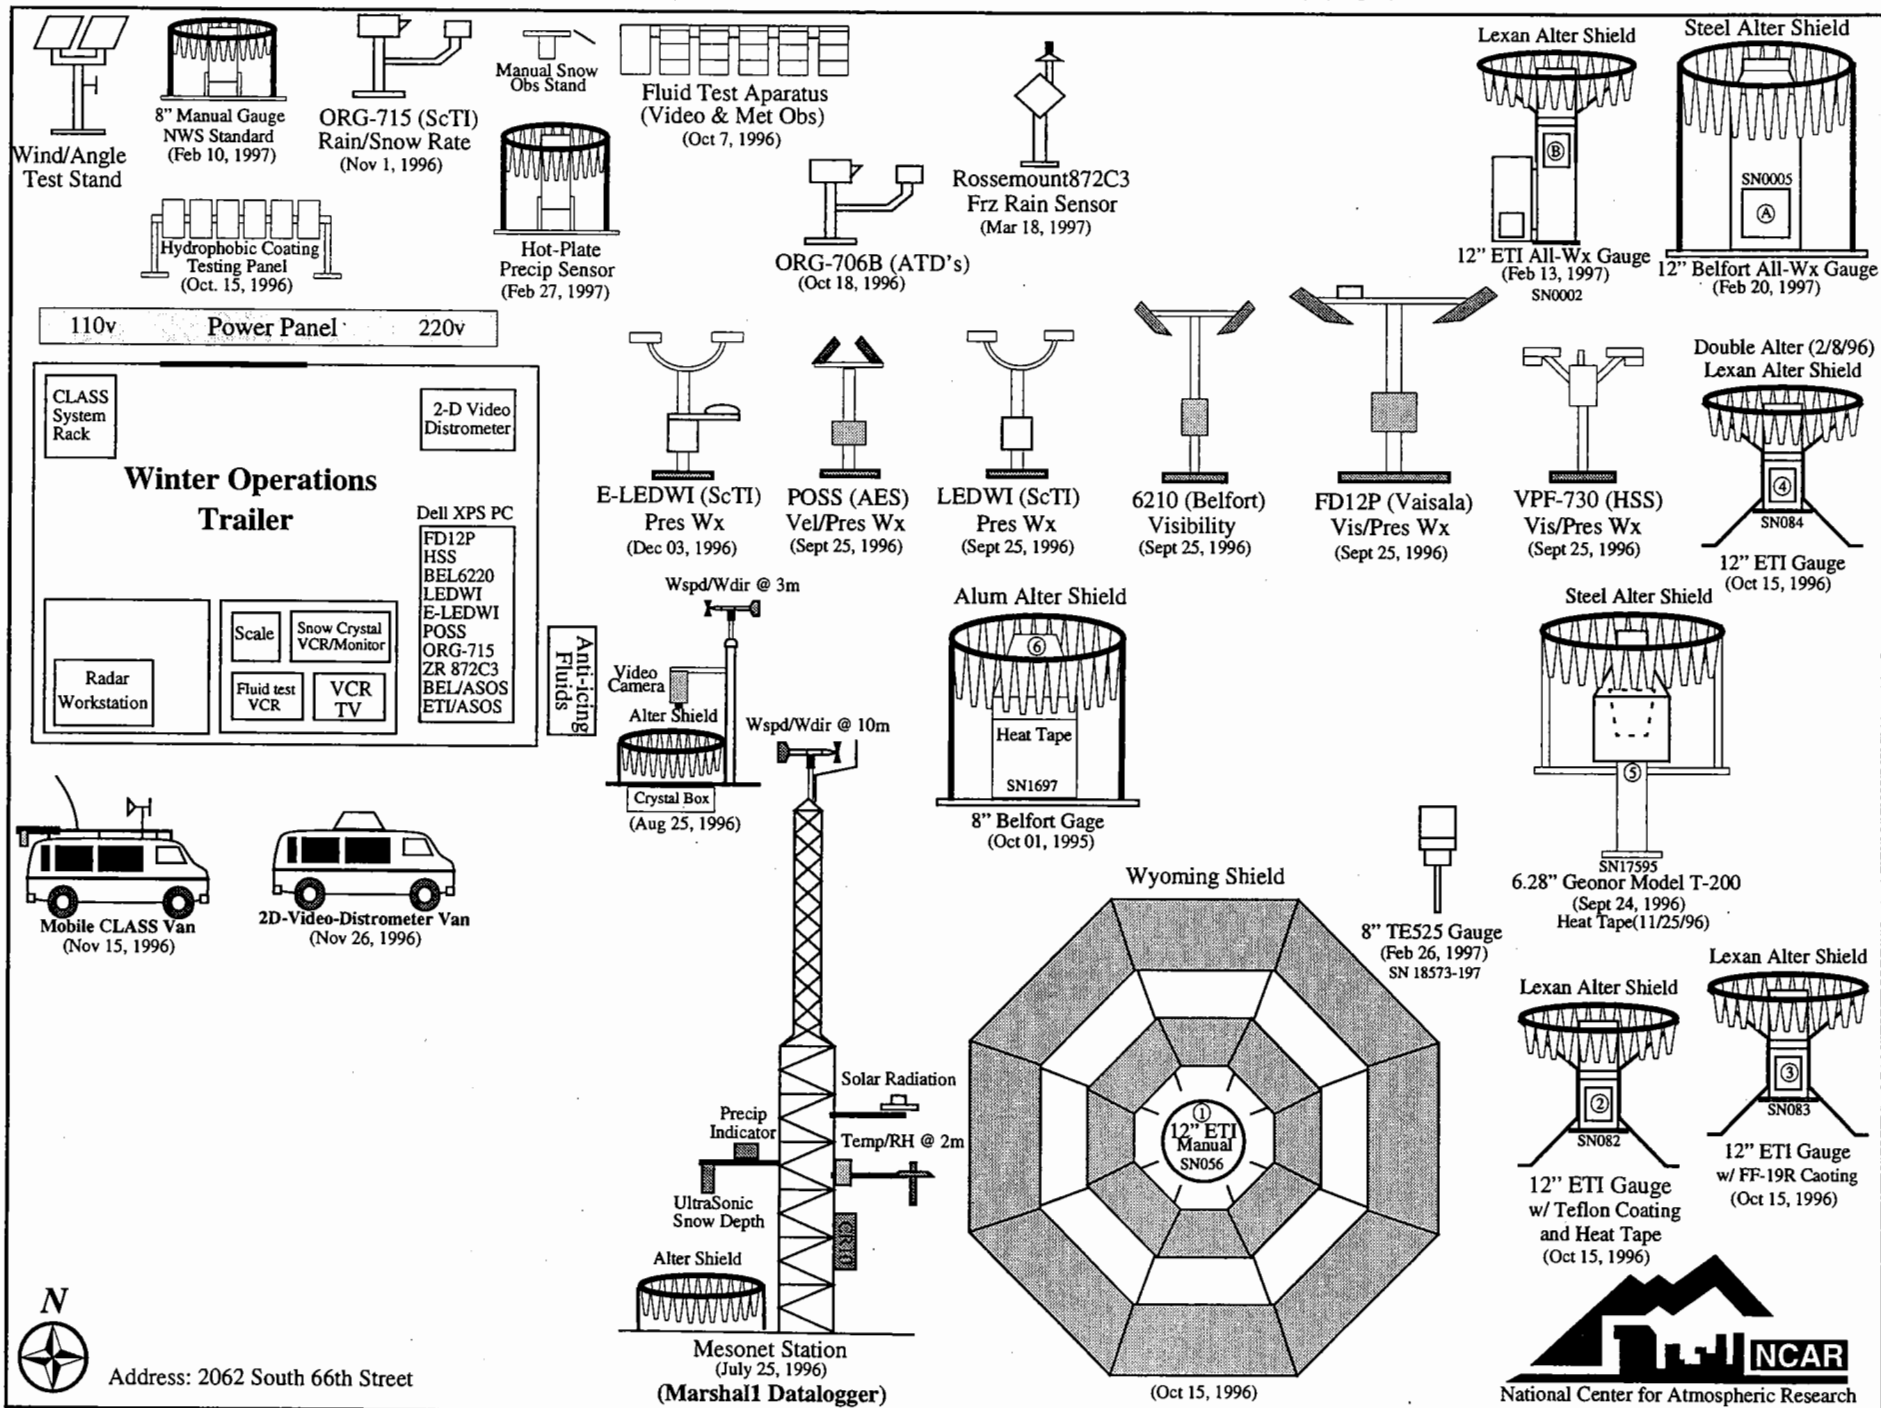 Wind/Angle
Test Stand
8" Manual Gauge
NWS Standard
(Feb 10, 1997)
ORG-715 (ScTI)
Rain/Snow Rate
(Nov 1, 1996)
Manual Snow
Obs Stand
Fluid Test Aparatus
(Video & Met Obs)
(Oct 7, 1996)
Hydrophobic Coating
Testing Panel
(Oct. 15, 1996)
Hot-Plate
Precip Sensor
(Feb 27, 1997)
ORG-706B (ATD's)
(Oct 18, 1996)
Rossemount872C3
Frz Rain Sensor
(Mar 18, 1997)
Lexan Alter Shield
B
12" ETI All-Wx Gauge
(Feb 13, 1997)
SN0002
Steel Alter Shield
SN0005
A
12" Belfort All-Wx Gauge
(Feb 20, 1997)
110v Power Panel 220v
CLASS
System
Rack
2-D Video
Distrometer
Winter Operations
Trailer
Dell XPS PC
FD12P
HSS
BEL6220
LEDWI
E-LEDWI
POSS
ORG-715
ZR 872C3
BEL/ASOS
ETI/ASOS
Radar
Workstation
Scale
Snow Crystal
VCR/Monitor
Fluid test
VCR
VCR
TV
Anti-icing
Fluids
E-LEDWI (ScTI)
Pres Wx
(Dec 03, 1996)
POSS (AES)
Vel/Pres Wx
(Sept 25, 1996)
LEDWI (ScTI)
Pres Wx
(Sept 25, 1996)
6210 (Belfort)
Visibility
(Sept 25, 1996)
FD12P (Vaisala)
Vis/Pres Wx
(Sept 25, 1996)
VPF-730 (HSS)
Vis/Pres Wx
(Sept 25, 1996)
Double Alter (2/8/96)
Lexan Alter Shield
4
SN084
12" ETI Gauge
(Oct 15, 1996)
Wspd/Wdir @ 3m
Video
Camera
Alter Shield
Crystal Box
(Aug 25, 1996)
Alum Alter Shield
6
Heat Tape
SN1697
8" Belfort Gage
(Oct 01, 1995)
Steel Alter Shield
5
SN17595
6.28" Geonor Model T-200
(Sept 24, 1996)
Heat Tape(11/25/96)
Mobile CLASS Van
(Nov 15, 1996)
2D-Video-Distrometer Van
(Nov 26, 1996)
Wspd/Wdir @ 10m
Solar Radiation
Precip
Indicator
Temp/RH @ 2m
UltraSonic
Snow Depth
CR10
Alter Shield
Mesonet Station
(July 25, 1996)
(Marshal1 Datalogger)
Wyoming Shield
1
12" ETI
Manual
SN056
(Oct 15, 1996)
8" TE525 Gauge
(Feb 26, 1997)
SN 18573-197
Lexan Alter Shield
2
SN082
12" ETI Gauge
w/ Teflon Coating
and Heat Tape
(Oct 15, 1996)
Lexan Alter Shield
3
SN083
12" ETI Gauge
w/ FF-19R Caoting
(Oct 15, 1996)
N
Address: 2062 South 66th Street
NCAR
National Center for Atmospheric Research